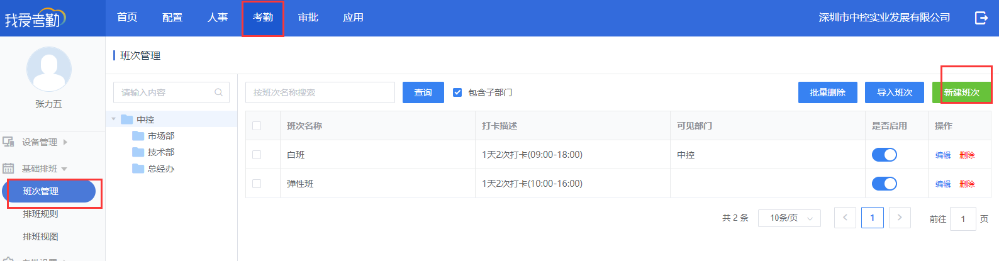 我爱考勤
首页 配置 人事 考勤 审批 应用
深圳市中控实业发展有限公司
张力五
设备管理
基础排班
班次管理
排班规则
排班视图
班次管理
请输入内容
中控
市场部
技术部
总经办
按班次名称搜索 查询 包含子部门 批量删除 导入班次 新建班次
班次名称 打卡描述 可见部门 是否启用 操作
白班 1天2次打卡(09:00-18:00) 中控 编辑 删除
弹性班 1天2次打卡(10:00-16:00) 编辑 删除
共 2 条 10条/页 1 前往 1 页